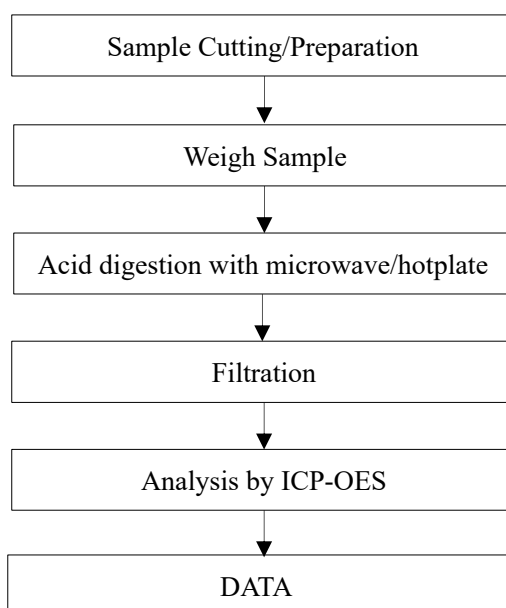 Sample Cutting/Preparation
Weigh Sample
Acid digestion with microwave/hotplate
Filtration
Analysis by ICP-OES
DATA